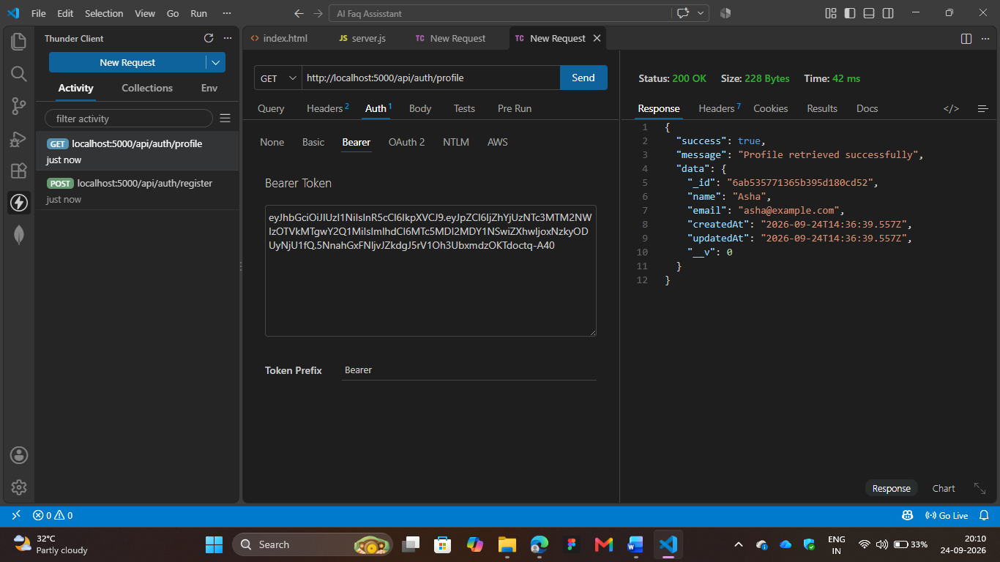 File Edit Selection View Go Run ···
AI Faq Assisstant
Thunder Client
New Request
Activity Collections Env
filter activity
GET localhost:5000/api/auth/profile
just now
POST localhost:5000/api/auth/register
just now
<> index.html
JS server.js
TC New Request
TC New Request
GET http://localhost:5000/api/auth/profile Send
Query Headers 2 Auth 1 Body Tests Pre Run
None Basic Bearer OAuth 2 NTLM AWS
Bearer Token
eyJhbGciOiJIUzI1NiIsInR5cCI6IkpXVCJ9.eyJpZCI6IjZhYjUzNTc3MTM2NW
IzOTVkMTgwY2Q1MiIsImlhdCI6MTc5MDI2MDY1NSwiZXhwIjoxNzkyOD
UyNjU1fQ.5NnahGxFNljvJZkdgJ5rV1Oh3UbxmdzOKTdoctq-A40
Token Prefix Bearer
Status: 200 OK Size: 228 Bytes Time: 42 ms
Response Headers 7 Cookies Results Docs </>
1 {
2 "success": true,
3 "message": "Profile retrieved successfully",
4 "data": {
5 "_id": "6ab535771365b395d180cd52",
6 "name": "Asha",
7 "email": "asha@example.com",
8 "createdAt": "2026-09-24T14:36:39.557Z",
9 "updatedAt": "2026-09-24T14:36:39.557Z",
10 "__v": 0
11 }
12 }
Response Chart
0 0
Go Live
32°C
Partly cloudy
Search
ENG
IN
33%
20:10
24-09-2026